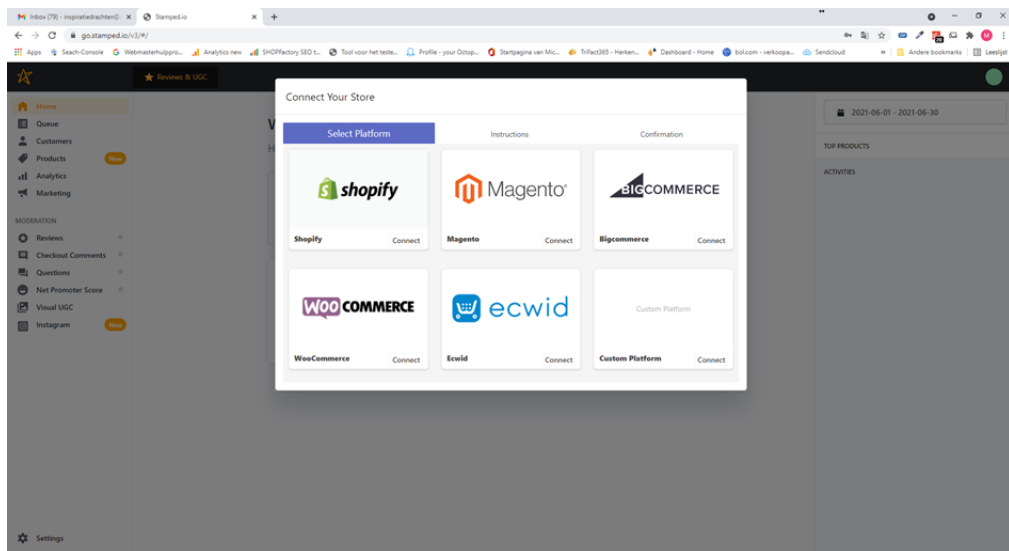 Inbox (79) - inspiratiedrachten
Stamped.io
go.stamped.io/v3/#/
Apps
Seach-Console
Webmasterhulppro...
Analytics new
SHOPFactory SEO t...
Tool voor het teste...
Profile - your Octop...
Startpagina van Mic...
TriPact365 - Herken...
Dashboard - Home
bol.com - verkoopa...
Sendcloud
»
Andere bookmarks
Leeslijst
Reviews & UGC
Home
Queue
Customers
Products New
Analytics
Marketing
MODERATION
Reviews
Checkout Comments
Questions
Net Promoter Score
Visual UGC
Instagram New
Settings
Connect Your Store
Select Platform
Instructions
Confirmation
shopify
Shopify Connect
Magento
Magento Connect
BIGCOMMERCE
Bigcommerce Connect
WOO COMMERCE
WooCommerce Connect
ecwid
Ecwid Connect
Custom Platform
Custom Platform Connect
2021-06-01 - 2021-06-30
TOP PRODUCTS
ACTIVITIES